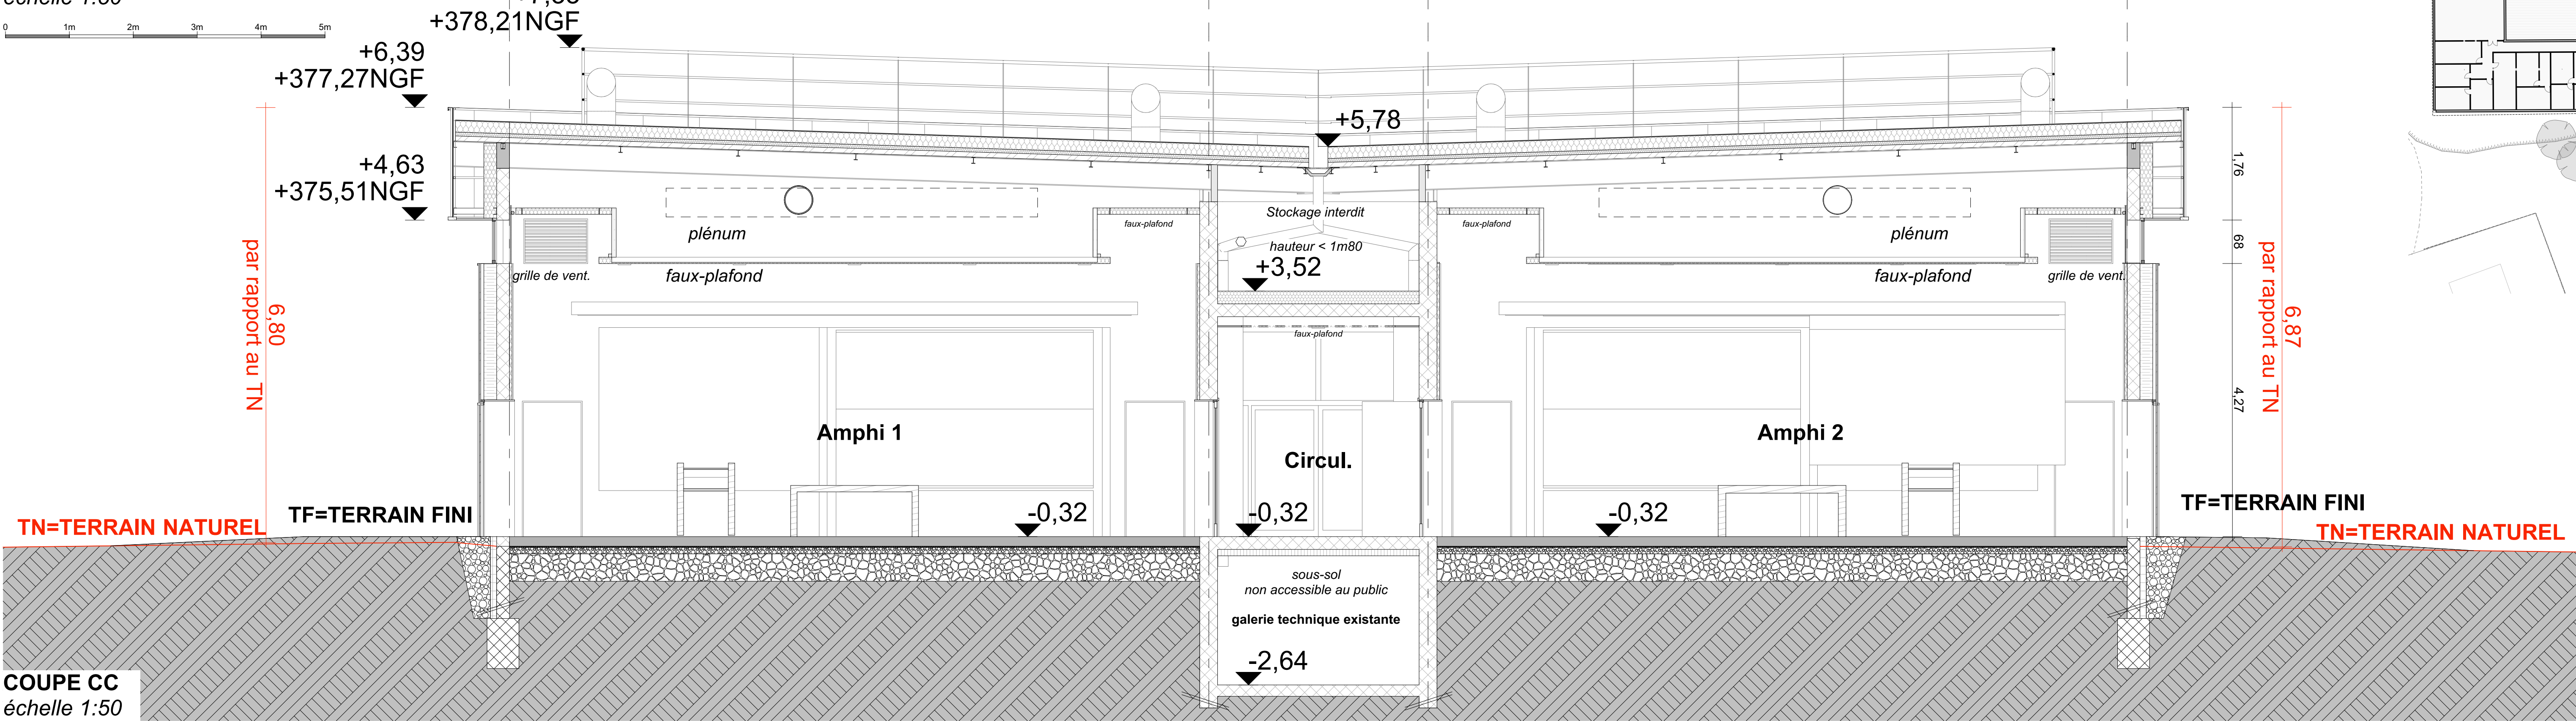 échelle 1:50
0 1m 2m 3m 4m 5m
+378,21NGF
+6,39
+377,27NGF
+5,78
+4,63
+375,51NGF
1,76
Stockage interdit
faux-plafond
faux-plafond
plénum
plénum
hauteur < 1m80
68
+3,52
grille de vent.
faux-plafond
faux-plafond
grille de vent.
par rapport au TN
6,80
6,87
par rapport au TN
faux-plafond
4,27
Amphi 1
Amphi 2
Circul.
TF=TERRAIN FINI
-0,32
-0,32
-0,32
TF=TERRAIN FINI
TN=TERRAIN NATUREL
TN=TERRAIN NATUREL
sous-sol
non accessible au public
galerie technique existante
-2,64
COUPE CC
échelle 1:50